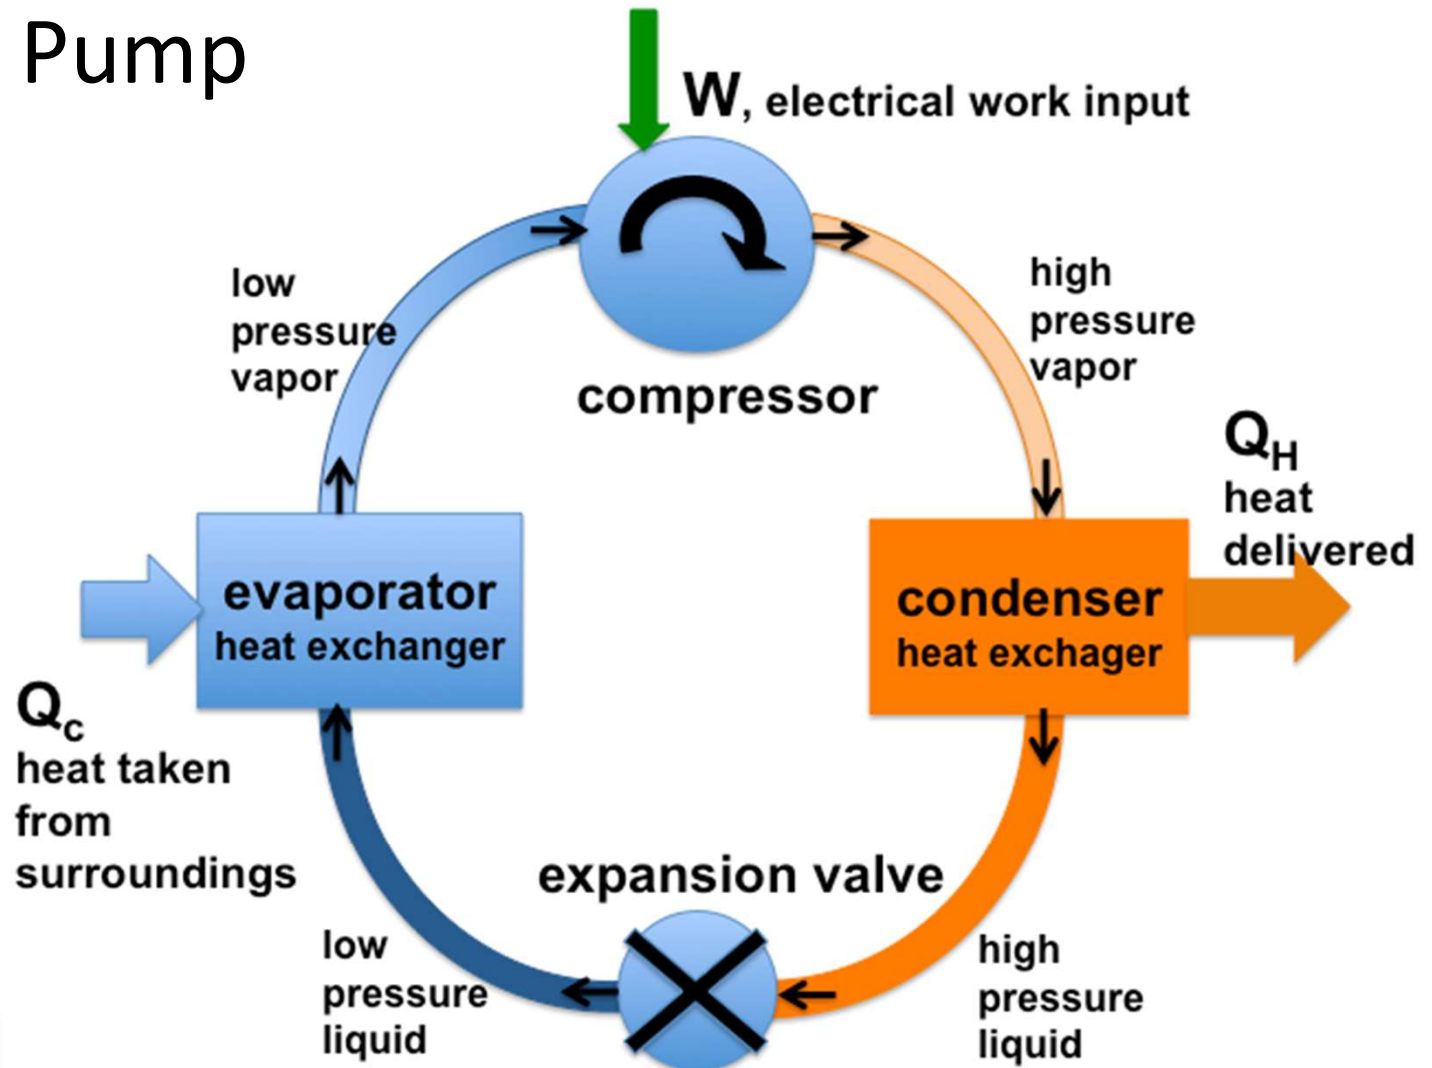 Pump
W, electrical work input
low
pressure
vapor
high
pressure
vapor
compressor
QH
heat
delivered
evaporator
heat exchanger
condenser
heat exchager
Qc
heat taken
from
surroundings
expansion valve
low
pressure
liquid
high
pressure
liquid